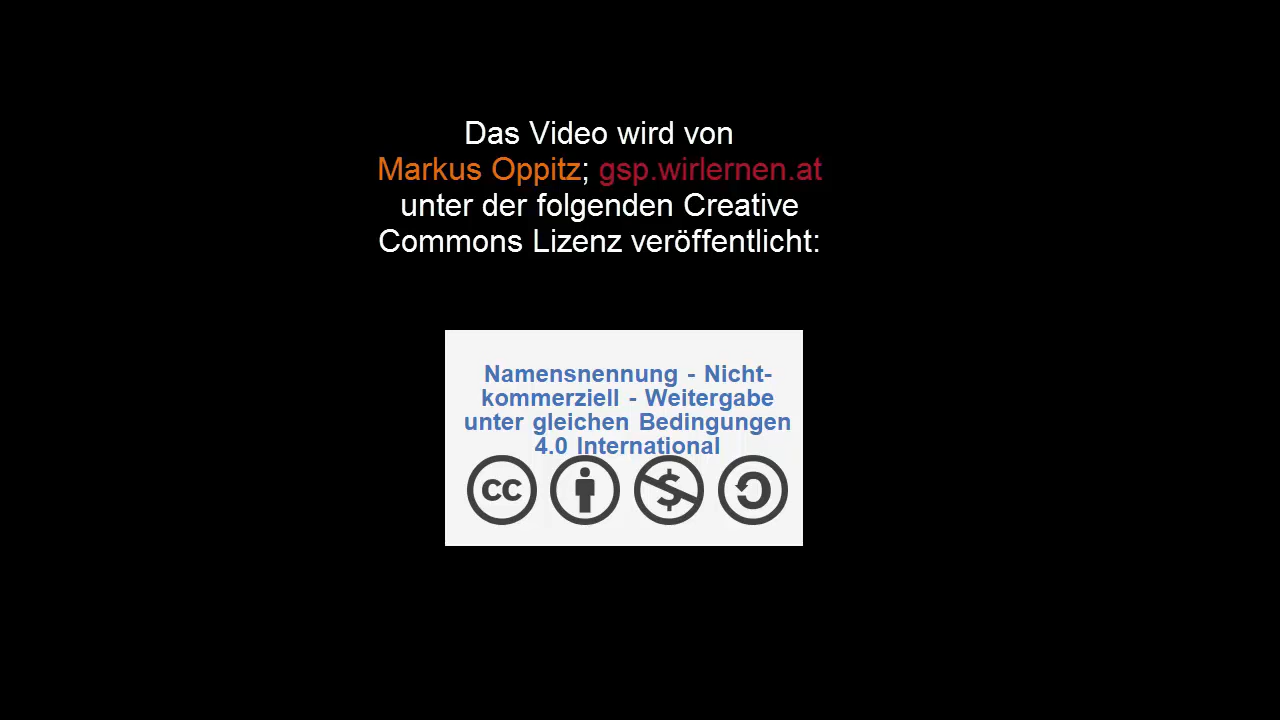 Das Video wird von
Markus Oppitz; gsp.wirlernen.at
unter der folgenden Creative
Commons Lizenz veröffentlicht:
Namensnennung - Nicht-
kommerziell - Weitergabe
unter gleichen Bedingungen
4.0 International
cc